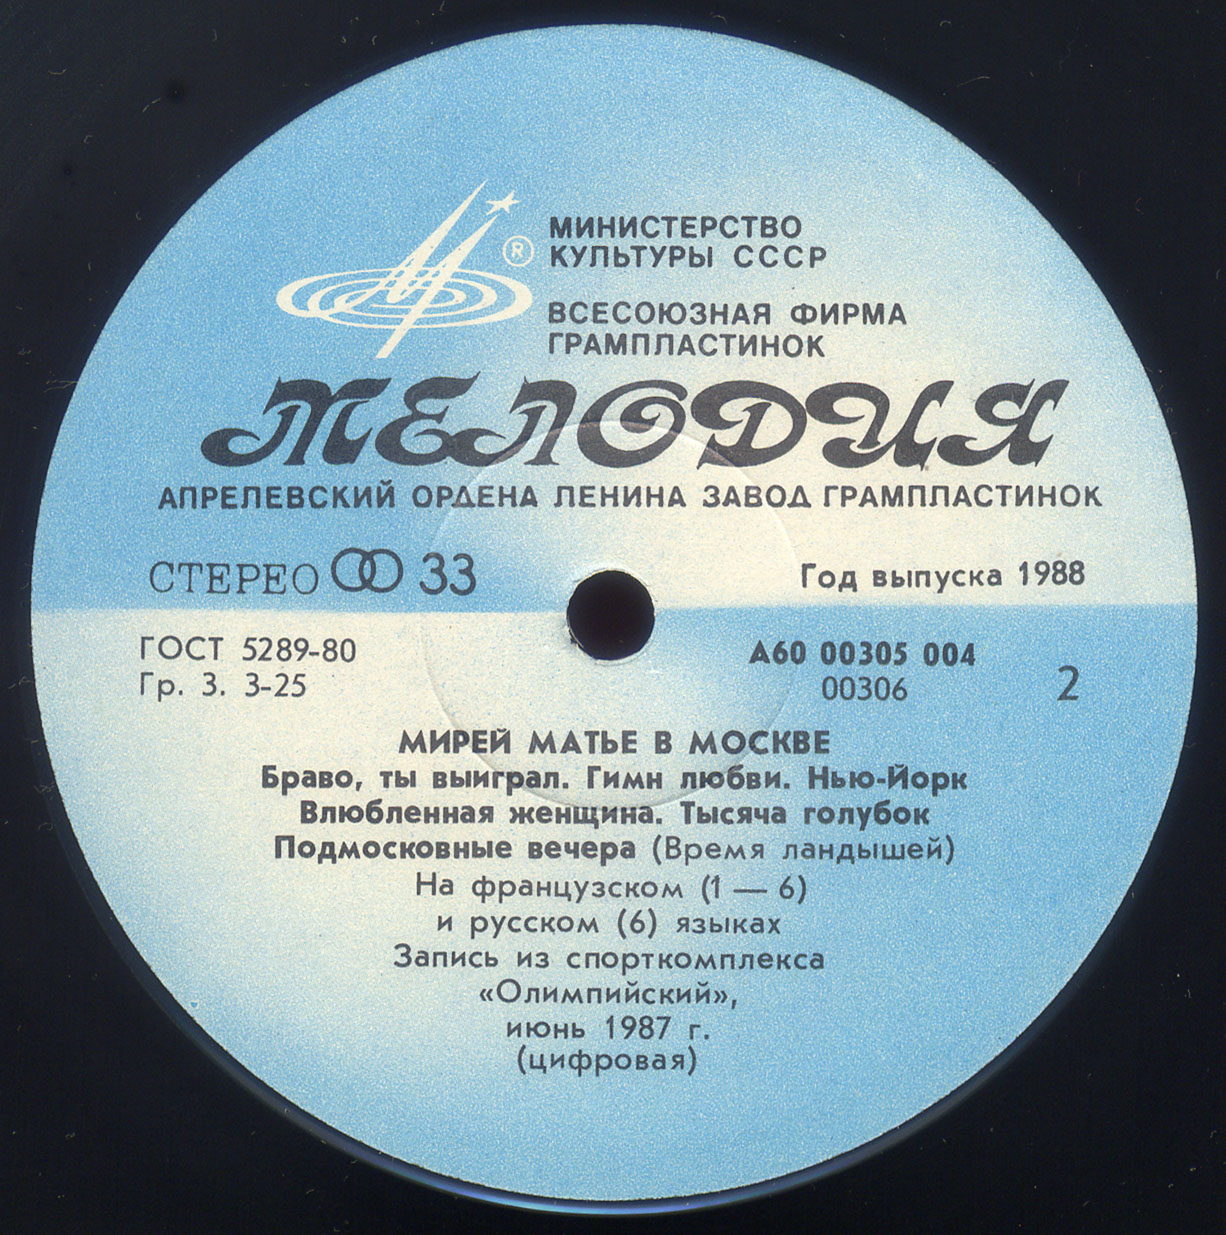 ®
МИНИСТЕРСТВО
КУЛЬТУРЫ СССР
ВСЕСОЮЗНАЯ ФИРМА
ГРАМПЛАСТИНОК
МЕЛОДИЯ
АПРЕЛЕВСКИЙ ОРДЕНА ЛЕНИНА ЗАВОД ГРАМПЛАСТИНОК
СТЕРЕО 33
Год выпуска 1988
ГОСТ 5289-80
Гр. 3. 3-25
А60 00305 004
00306
2
МИРЕЙ МАТЬЕ В МОСКВЕ
Браво, ты выиграл. Гимн любви. Нью-Йорк
Влюбленная женщина. Тысяча голубок
Подмосковные вечера (Время ландышей)
На французском (1 — 6)
и русском (6) языках
Запись из спорткомплекса
«Олимпийский»,
июнь 1987 г.
(цифровая)